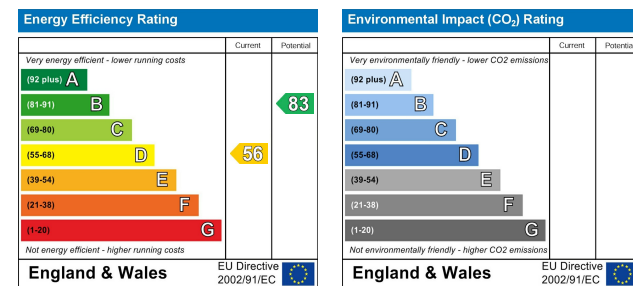 Energy Efficiency Rating
Current Potential
Very energy efficient - lower running costs
(92 plus) A
(81-91) B
83
(69-80) C
(55-68) D
56
(39-54) E
(21-38) F
(1-20) G
Not energy efficient - higher running costs
England & Wales
EU Directive
2002/91/EC
Environmental Impact (CO2) Rating
Current Potential
Very environmentally friendly - lower CO2 emissions
(92 plus) A
(81-91) B
(69-80) C
(55-68) D
(39-54) E
(21-38) F
(1-20) G
Not environmentally friendly - higher CO2 emissions
England & Wales
EU Directive
2002/91/EC